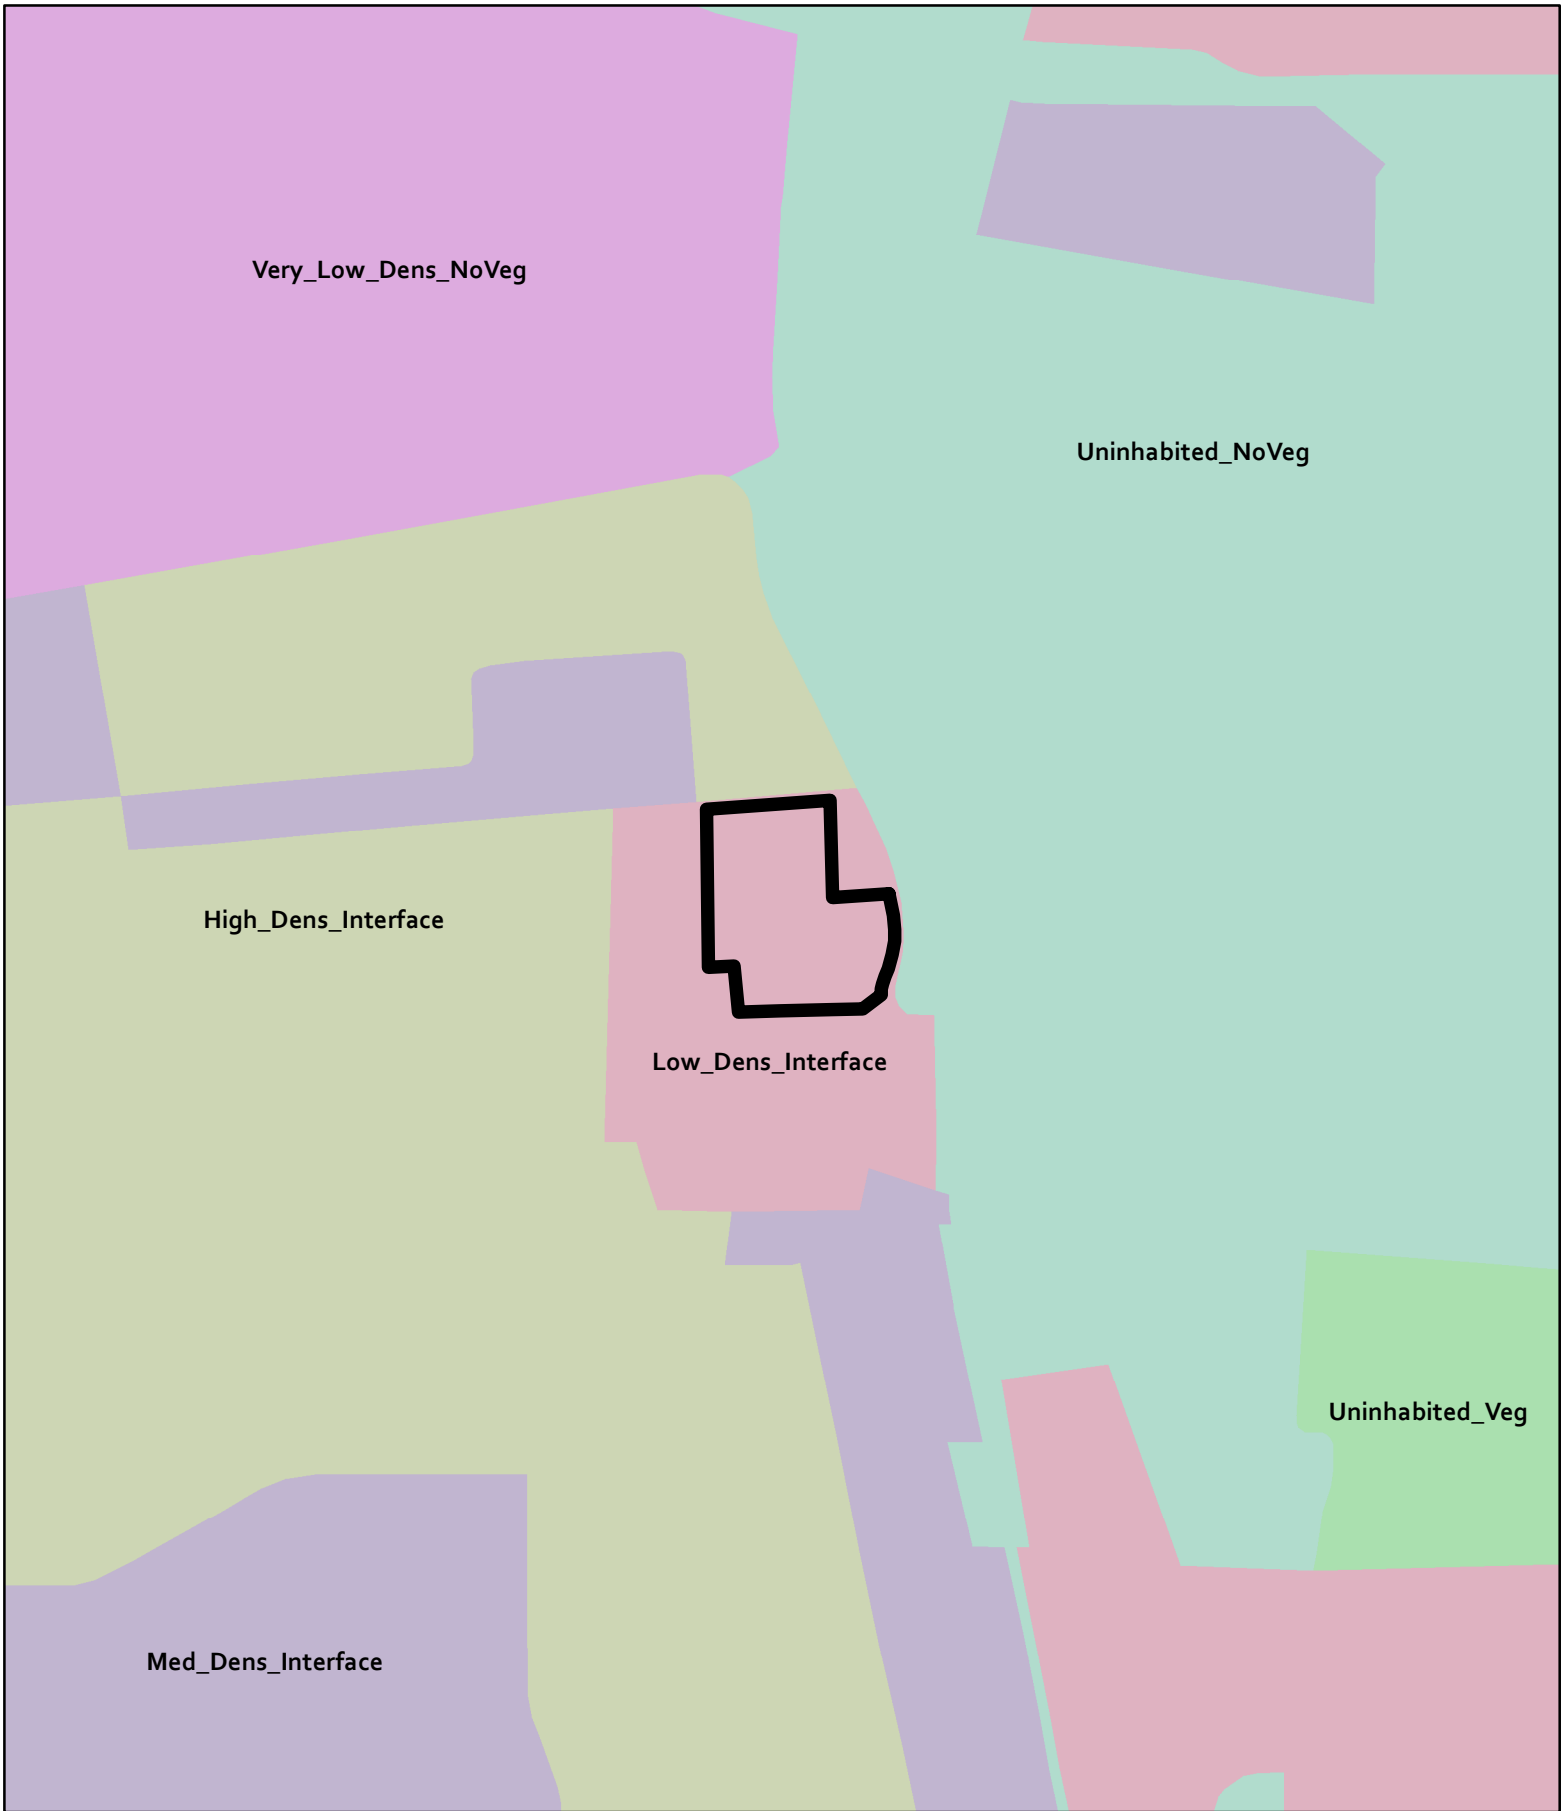 Very_Low_Dens_NoVeg
Uninhabited_NoVeg
High_Dens_Interface
Low_Dens_Interface
Uninhabited_Veg
Med_Dens_Interface